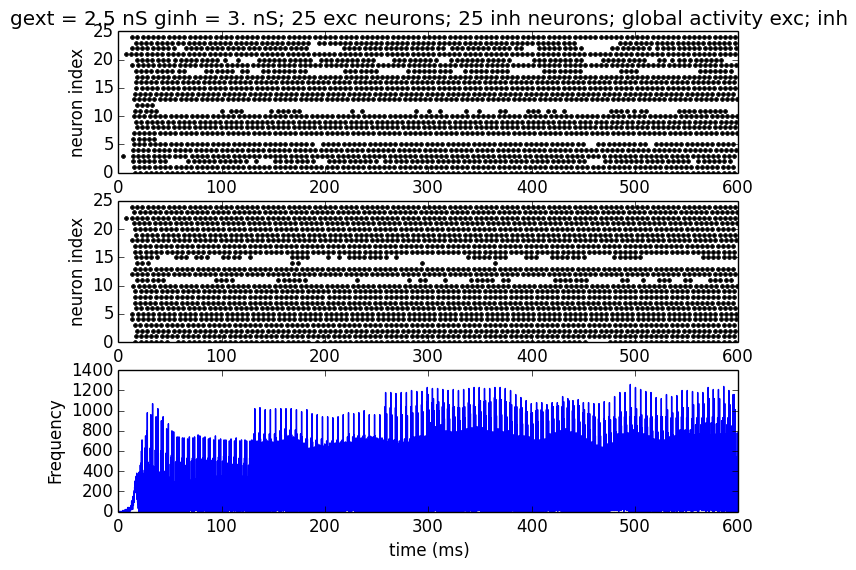 gext = 2.5 nS ginh = 3. nS; 25 exc neurons; 25 inh neurons; global activity exc; inh
25
20
15
10
5
0
neuron index
0 100 200 300 400 500 600
25
20
15
10
5
0
neuron index
0 100 200 300 400 500 600
1400
1200
1000
800
600
400
200
0
Frequency
0 100 200 300 400 500 600
time (ms)